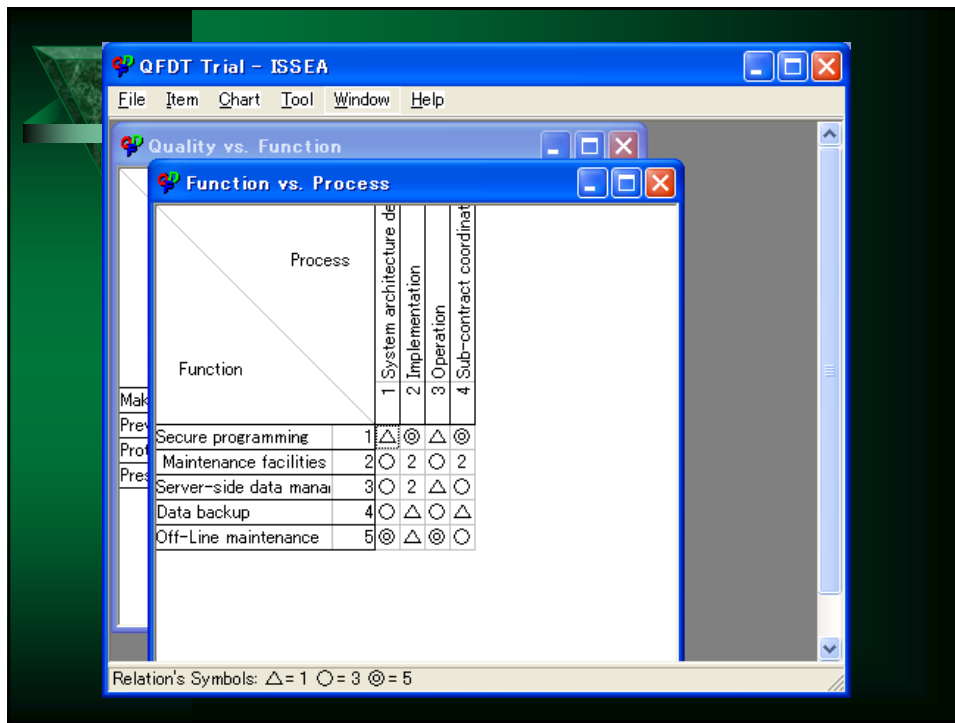 QFDT Trial - ISSEA
File Item Chart Tool Window Help
Quality vs. Function
Function vs. Process
Process
Function
1 System architecture de
2 Implementation
3 Operation
4 Sub-contract coordinat
Mak
Prev
Prot
Pres
Secure programming 1 △ ◎ △ ◎
Maintenance facilities 2 ○ 2 ○ 2
Server-side data mana 3 ○ 2 △ ○
Data backup 4 ○ △ ○ △
Off-Line maintenance 5 ◎ △ ◎ ○
Relation's Symbols: △= 1 ○= 3 ◎= 5